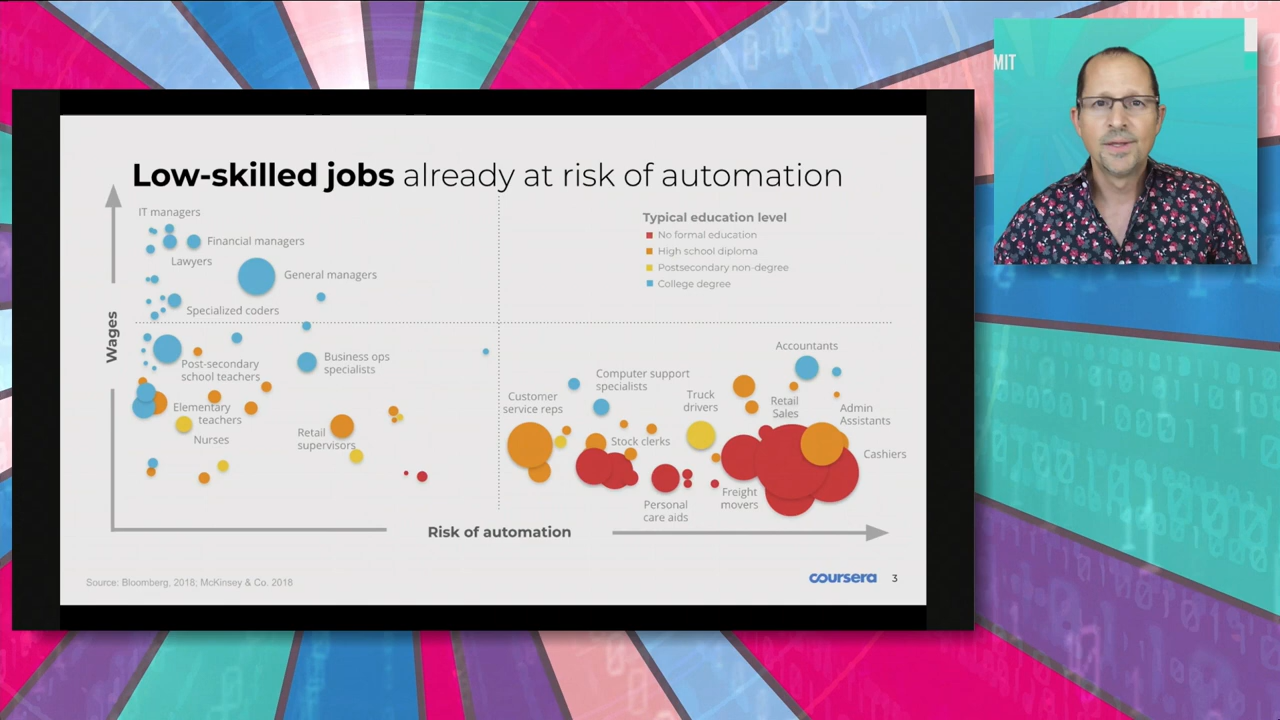 MIT
Low-skilled jobs already at risk of automation
IT managers
Financial managers
Lawyers
General managers
Specialized coders
Typical education level
No formal education
High school diploma
Postsecondary non-degree
College degree
Wages
Post-secondary
school teachers
Business ops
specialists
Elementary
teachers
Nurses
Retail
supervisors
Customer
service reps
Computer support
specialists
Stock clerks
Personal
care aids
Truck
drivers
Freight
movers
Accountants
Retail
Sales
Admin
Assistants
Cashiers
Risk of automation
Source: Bloomberg, 2018; McKinsey & Co. 2018
coursera
3